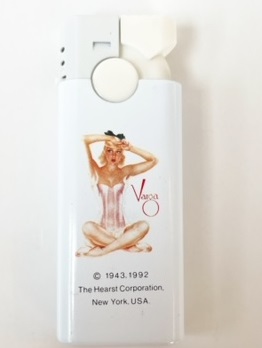 Varga
© 1943.1992
The Hearst Corporation,
New York, USA.